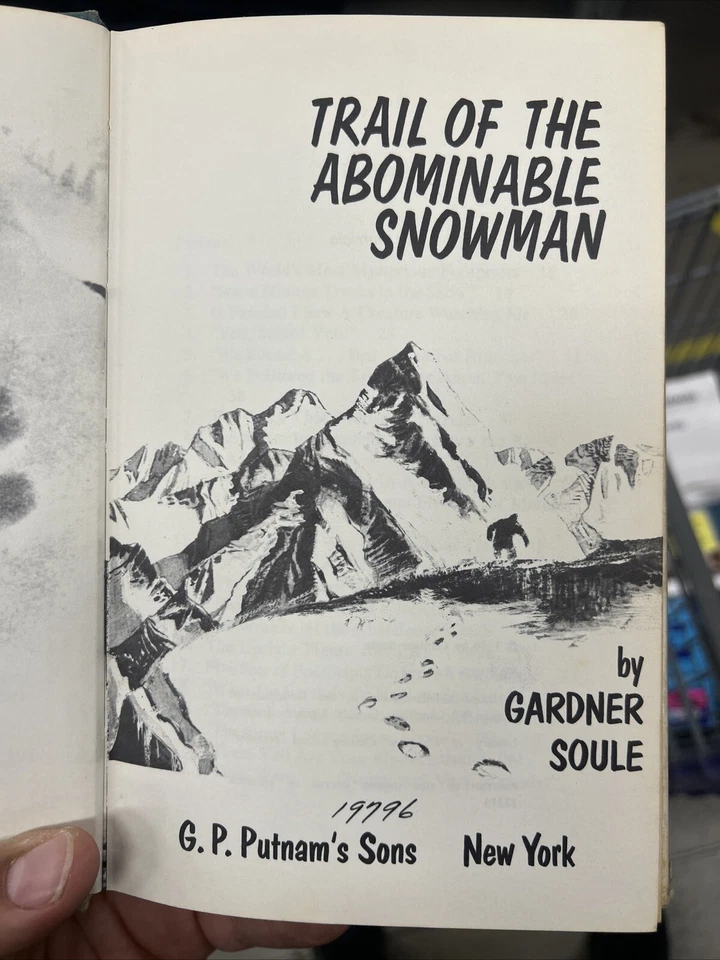 TRAIL OF THE
ABOMINABLE
SNOWMAN
by
GARDNER
SOULE
19796
G. P. Putnam's Sons New York